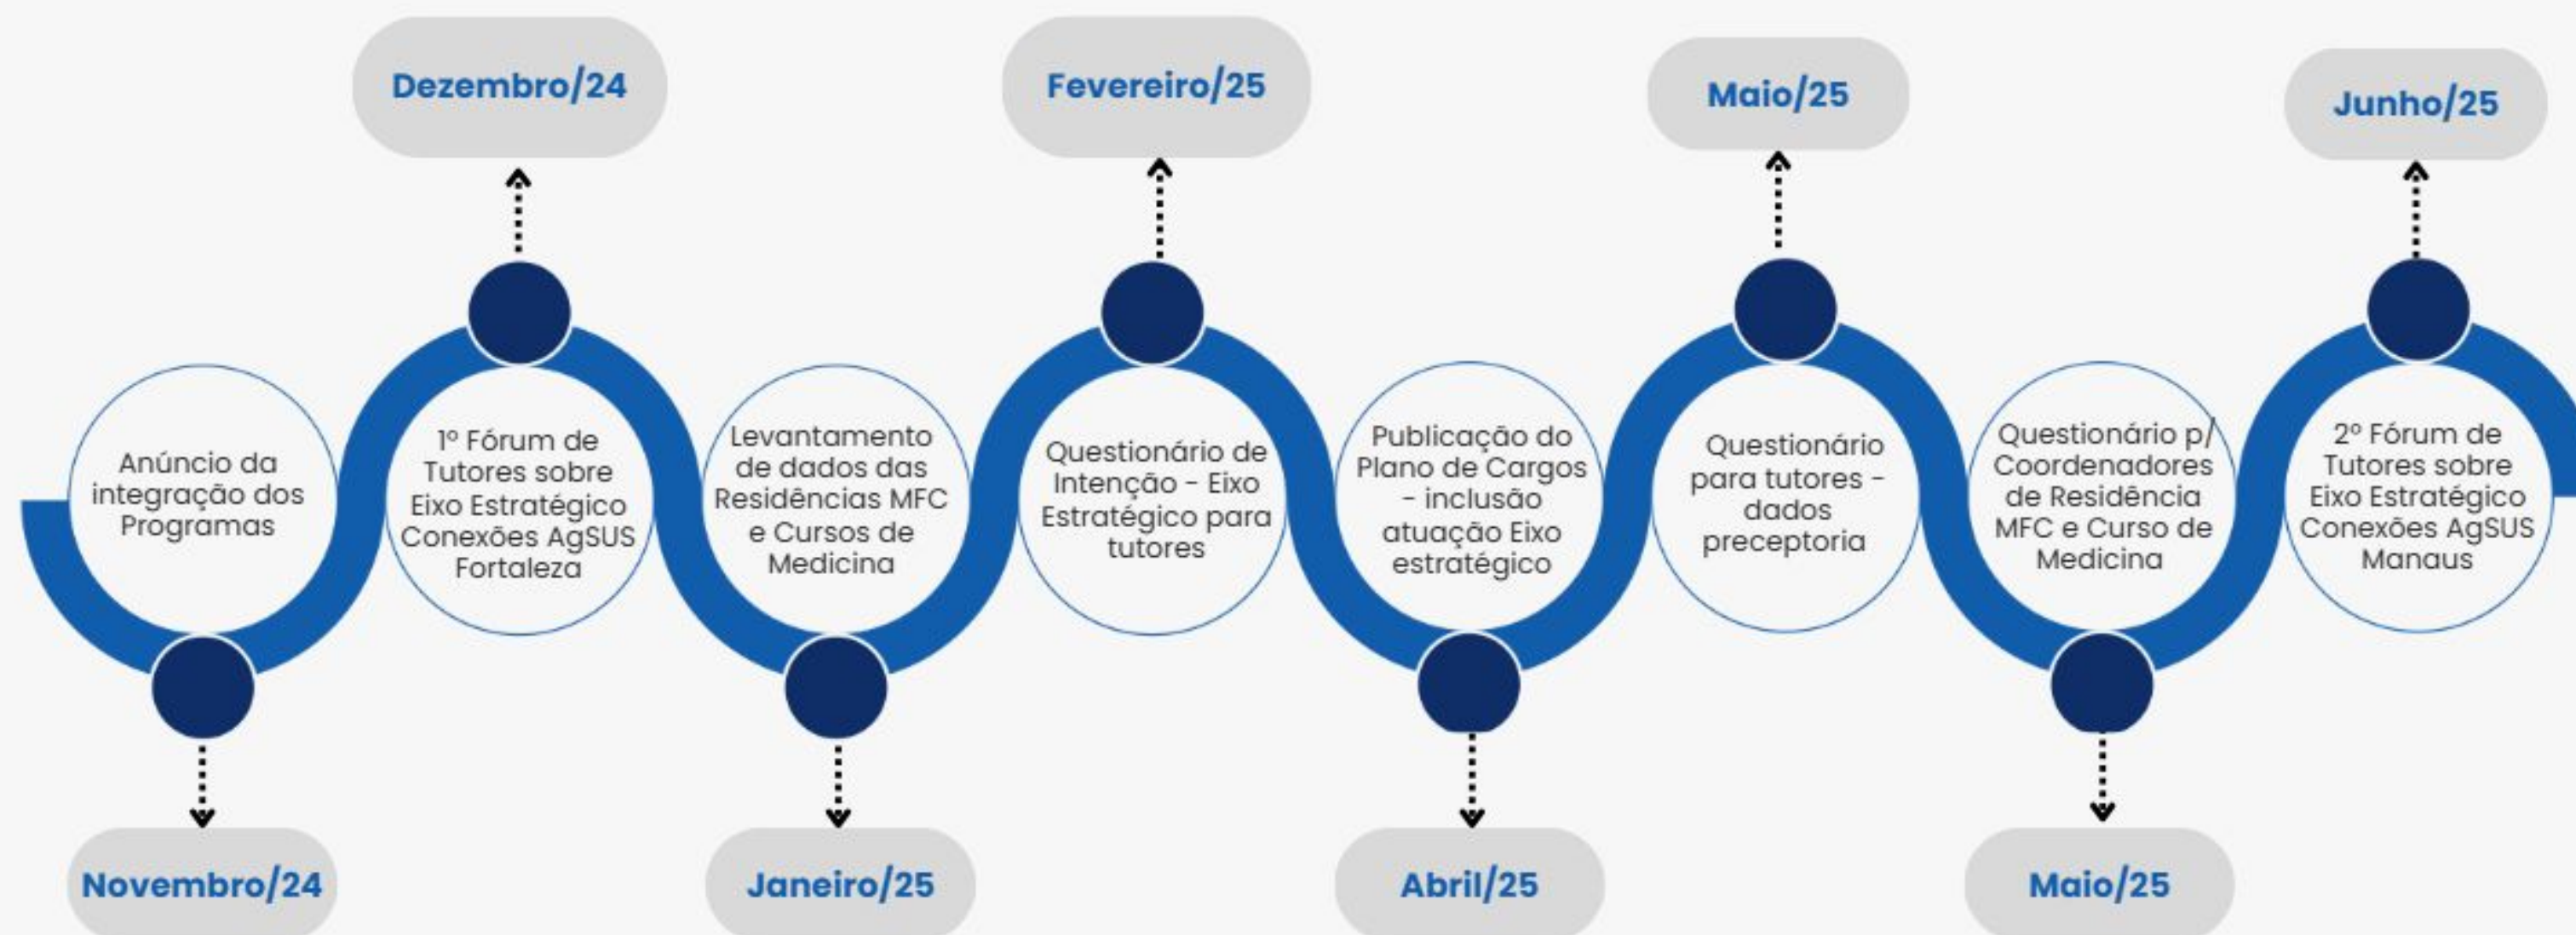 Dezembro/24
Fevereiro/25
Maio/25
Junho/25
Anúncio da
integração dos
Programas
1º Fórum de
Tutores sobre
Eixo Estratégico
Conexões AgSUS
Fortaleza
Levantamento
de dados das
Residências MFC
e Cursos de
Medicina
Questionário de
Intenção - Eixo
Estratégico para
tutores
Publicação do
Plano de Cargos
- inclusão
atuação Eixo
estratégico
Questionário
para tutores -
dados
preceptoria
Questionário p/
Coordenadores
de Residência
MFC e Curso de
Medicina
2º Fórum de
Tutores sobre
Eixo Estratégico
Conexões AgSUS
Manaus
Novembro/24
Janeiro/25
Abril/25
Maio/25